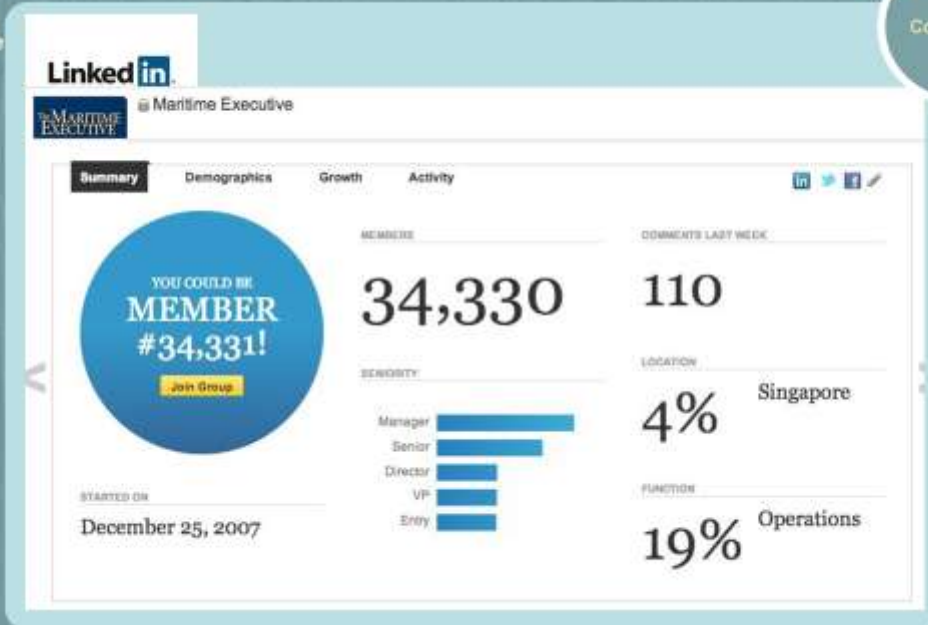 Linked in
THE MARITIME EXECUTIVE
Maritime Executive
Summary Demographics Growth Activity
YOU COULD BE
MEMBER
#34,331!
Join Group
STARTED ON
December 25, 2007
MEMBERS
34,330
SENIORITY
Manager
Senior
Director
VP
Entry
COMMENTS LAST WEEK
110
LOCATION
4% Singapore
FUNCTION
19% Operations